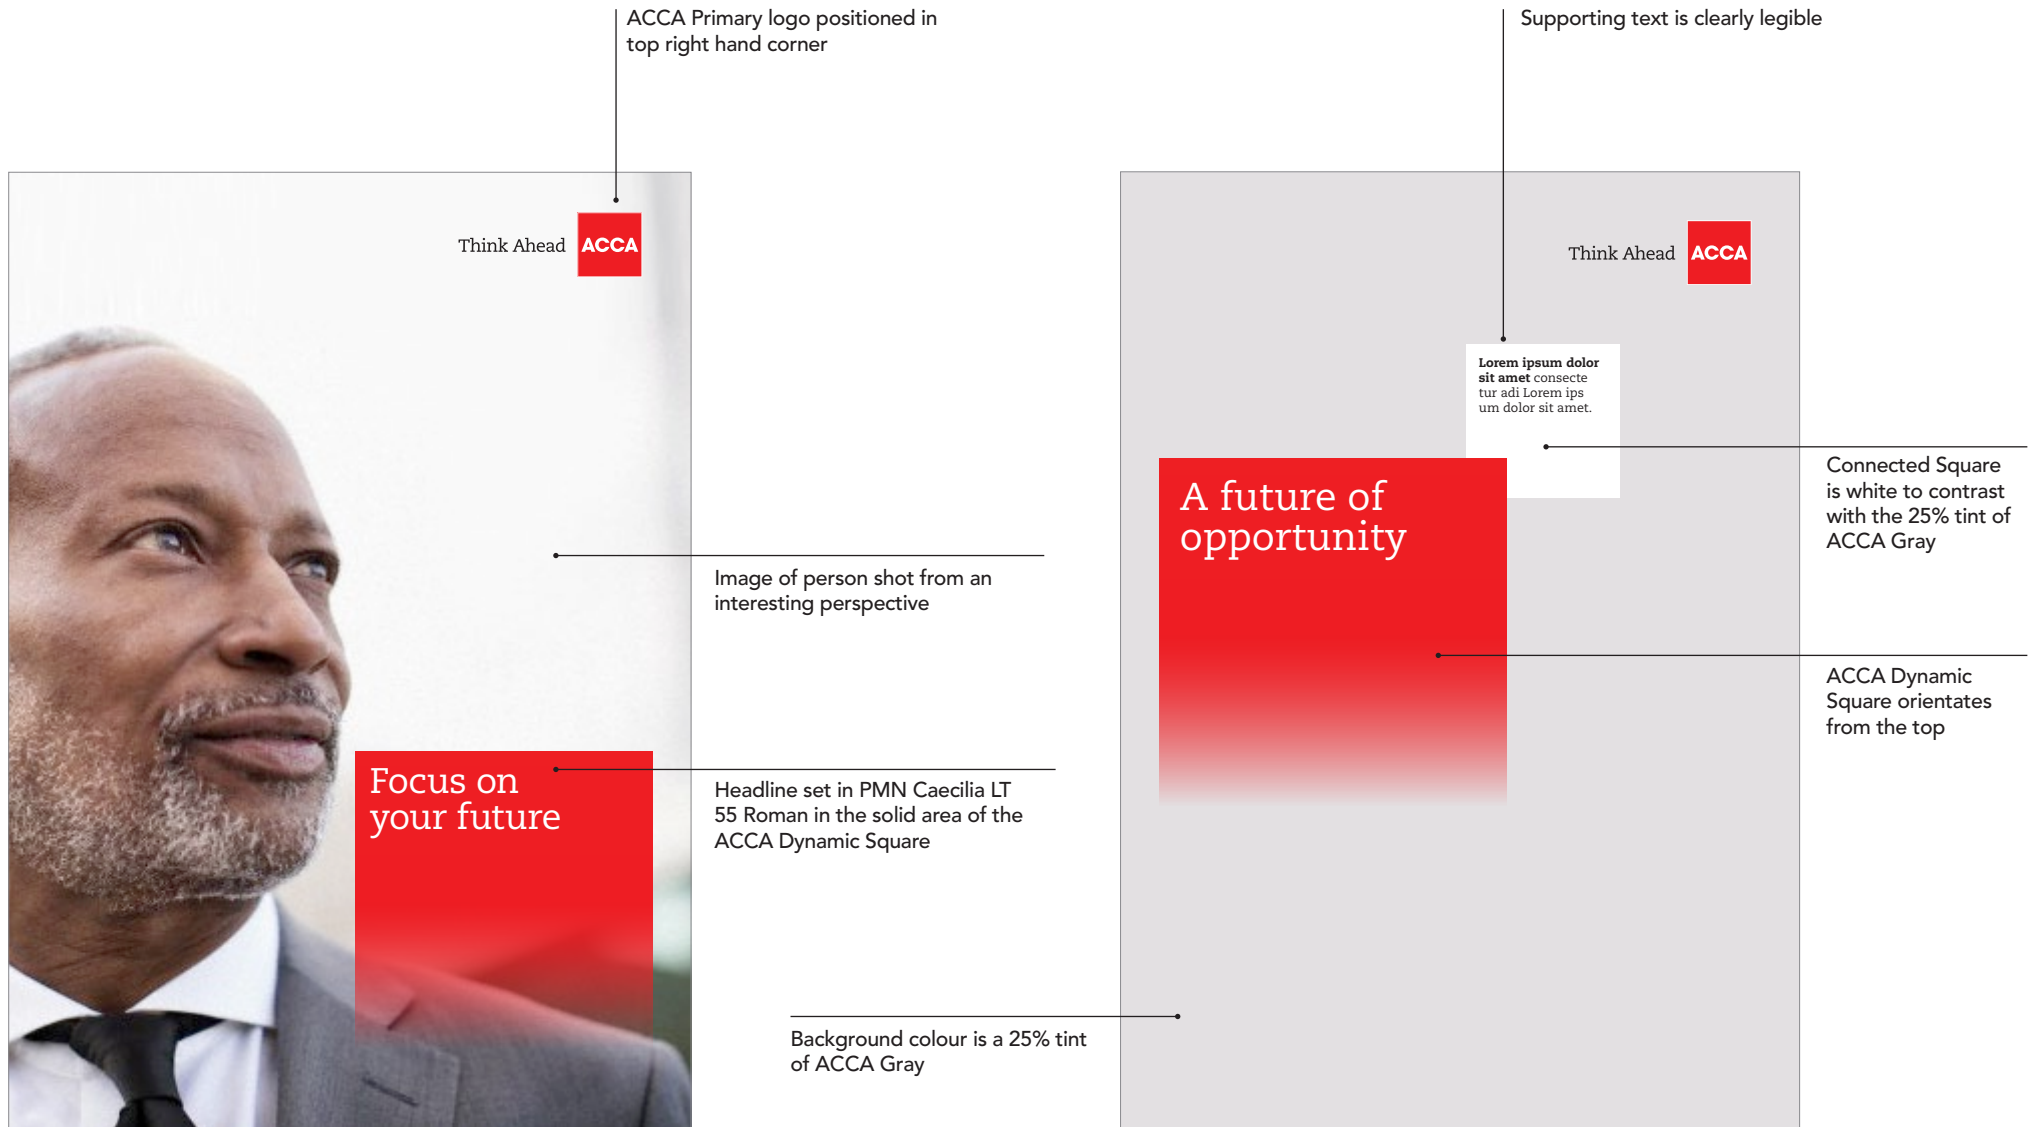 ACCA Primary logo positioned in
top right hand corner
Supporting text is clearly legible
Think Ahead ACCA
Image of person shot from an
interesting perspective
Focus on
your future
Headline set in PMN Caecilia LT
55 Roman in the solid area of the
ACCA Dynamic Square
Think Ahead ACCA
Lorem ipsum dolor
sit amet consecte
tur adi Lorem ips
um dolor sit amet.
A future of
opportunity
Connected Square
is white to contrast
with the 25% tint of
ACCA Gray
ACCA Dynamic
Square orientates
from the top
Background colour is a 25% tint
of ACCA Gray